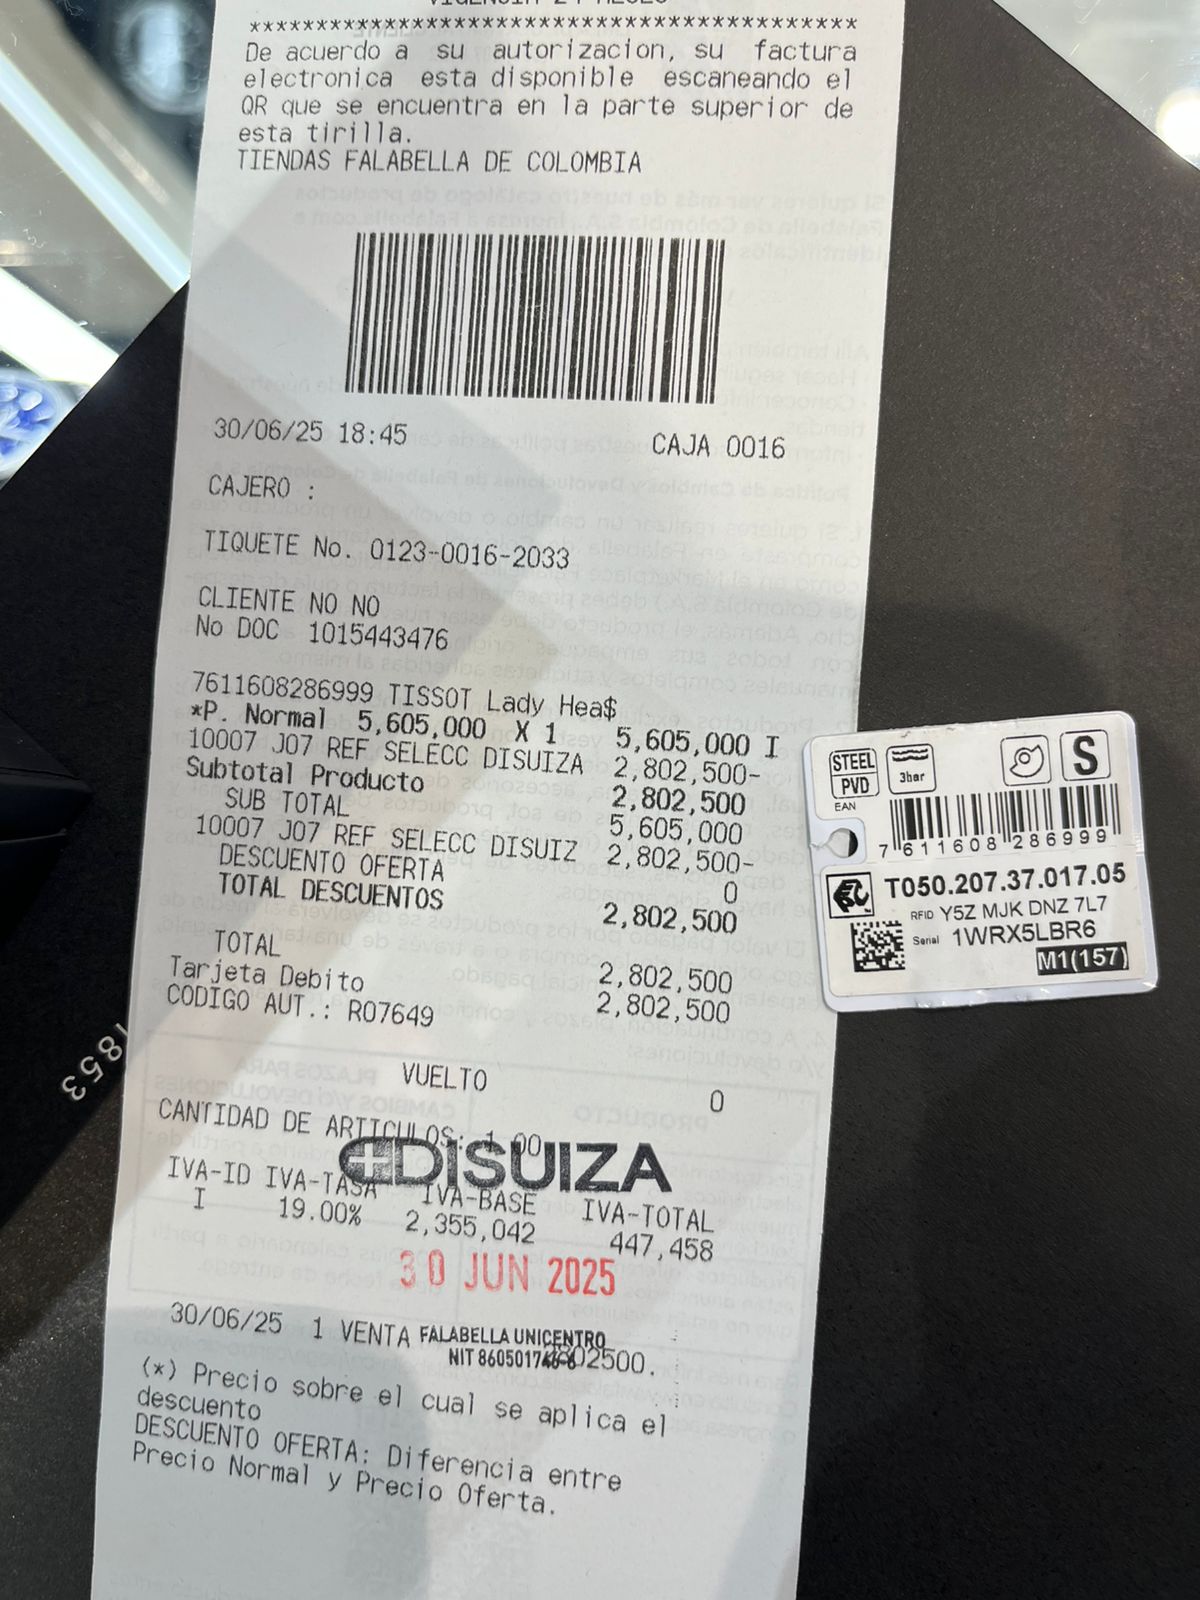 ****************************************
De acuerdo a su autorizacion, su factura
electronica esta disponible escaneando el
QR que se encuentra en la parte superior de
esta tirilla.
TIENDAS FALABELLA DE COLOMBIA
30/06/25 18:45 CAJA 0016
CAJERO :
TIQUETE No. 0123-0016-2033
CLIENTE NO NO
No DOC 1015443476
7611608286999 TISSOT Lady Hea$
*P. Normal 5,605,000 X 1 5,605,000 I
10007 J07 REF SELECC DISUIZA 2,802,500-
Subtotal Producto 2,802,500
SUB TOTAL 5,605,000
10007 J07 REF SELECC DISUIZ 2,802,500-
DESCUENTO OFERTA 0
TOTAL DESCUENTOS 2,802,500
TOTAL 2,802,500
Tarjeta Debito 2,802,500
CODIGO AUT.: R07649
VUELTO 0
CANTIDAD DE ARTICULOS: 1.00
DISUIZA
IVA-ID IVA-TASA IVA-BASE IVA-TOTAL
I 19.00% 2,355,042 447,458
30 JUN 2025
30/06/25 1 VENTA
FALABELLA UNICENTRO
NIT
(*) Precio sobre el cual se aplica el
descuento
DESCUENTO OFERTA: Diferencia entre
Precio Normal y Precio Oferta.
STEEL
PVD
3bar
S
EAN
7 611608 286999
T050.207.37.017.05
RFID Y5Z MJK DNZ 7L7
Serial 1WRX5LBR6
M1(157)
1853